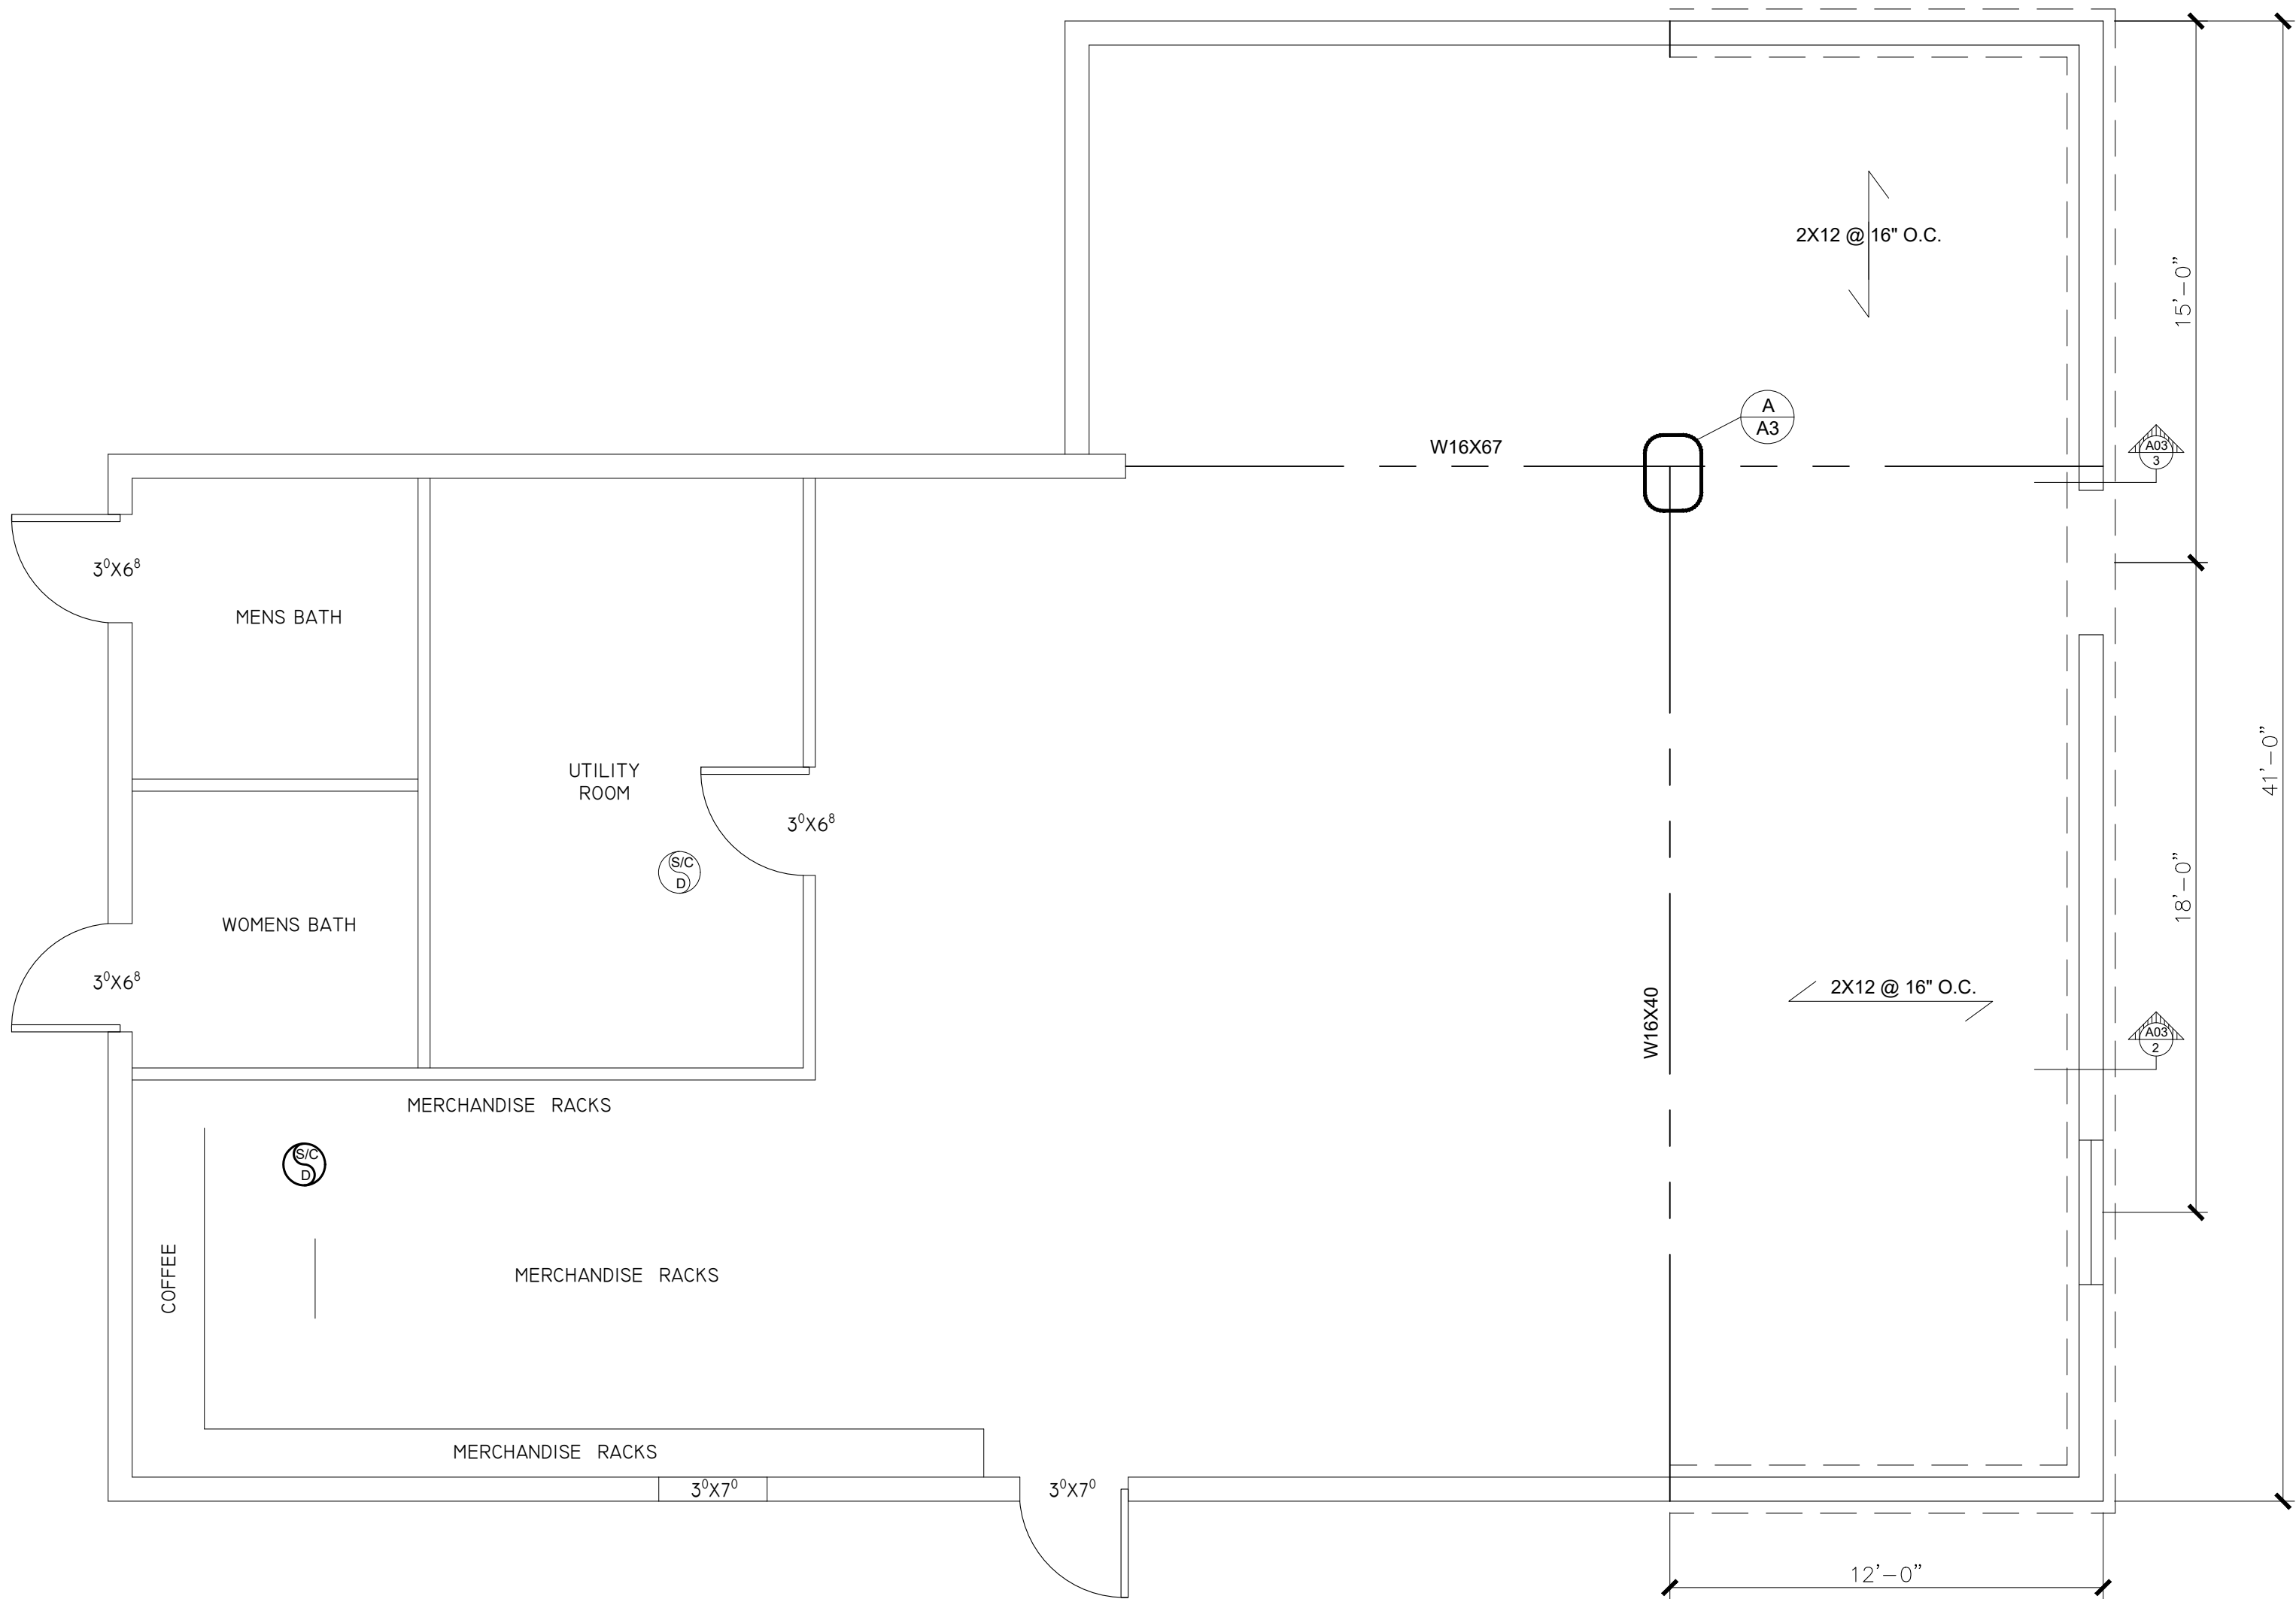 2X12 @ 16" O.C.
15'-0"
A
A3
W16X67
A03
3
3⁰X6⁸
MENS BATH
UTILITY
ROOM
3⁰X6⁸
S/C
D
41'-0"
18'-0"
WOMENS BATH
3⁰X6⁸
W16X40
2X12 @ 16" O.C.
A03
2
MERCHANDISE RACKS
S/C
D
COFFEE
MERCHANDISE RACKS
MERCHANDISE RACKS
3⁰X7⁰
3⁰X7⁰
12'-0"